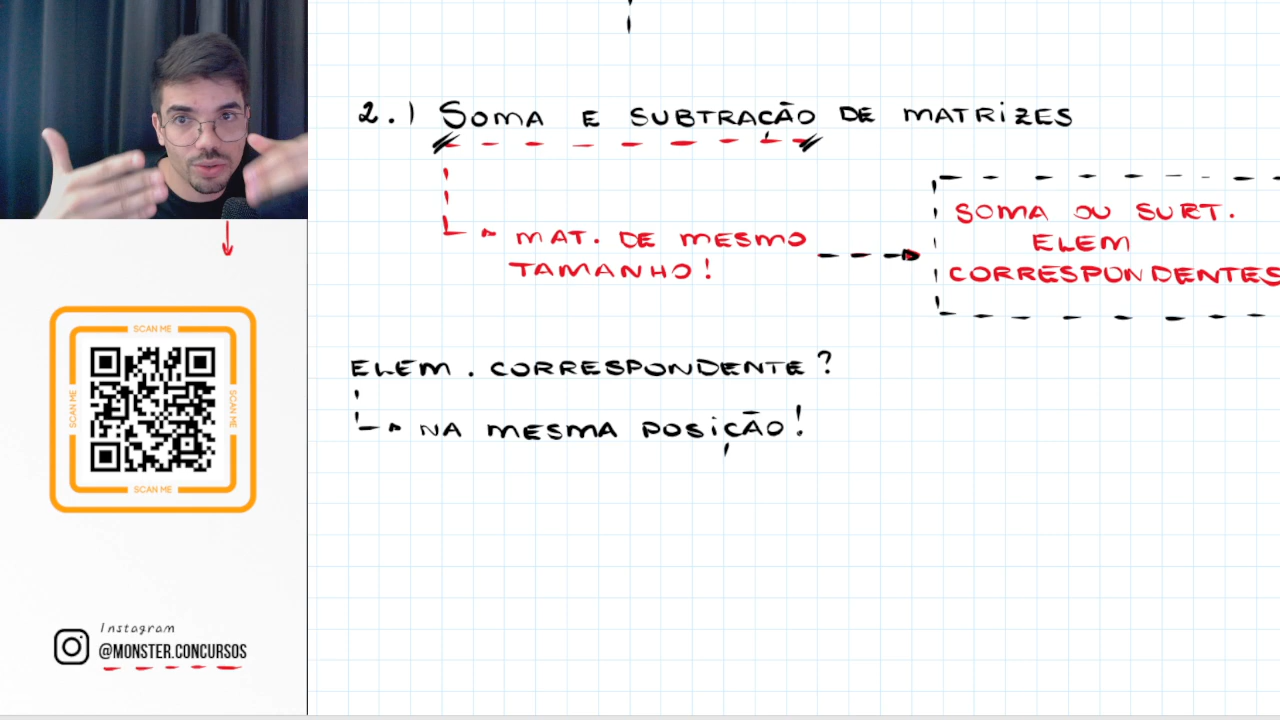 2.) SOMA E SUBTRAÇÃO DE MATRIZES
MAT. DE MESMO
TAMANHO!
SOMA OU SUBT.
ELEM
CORRESPONDENTES
ELEM. CORRESPONDENTE?
NA MESMA POSIÇÃO!
SCAN ME
SCAN ME
SCAN ME
SCAN ME
Instagram
@MONSTER.CONCURSOS